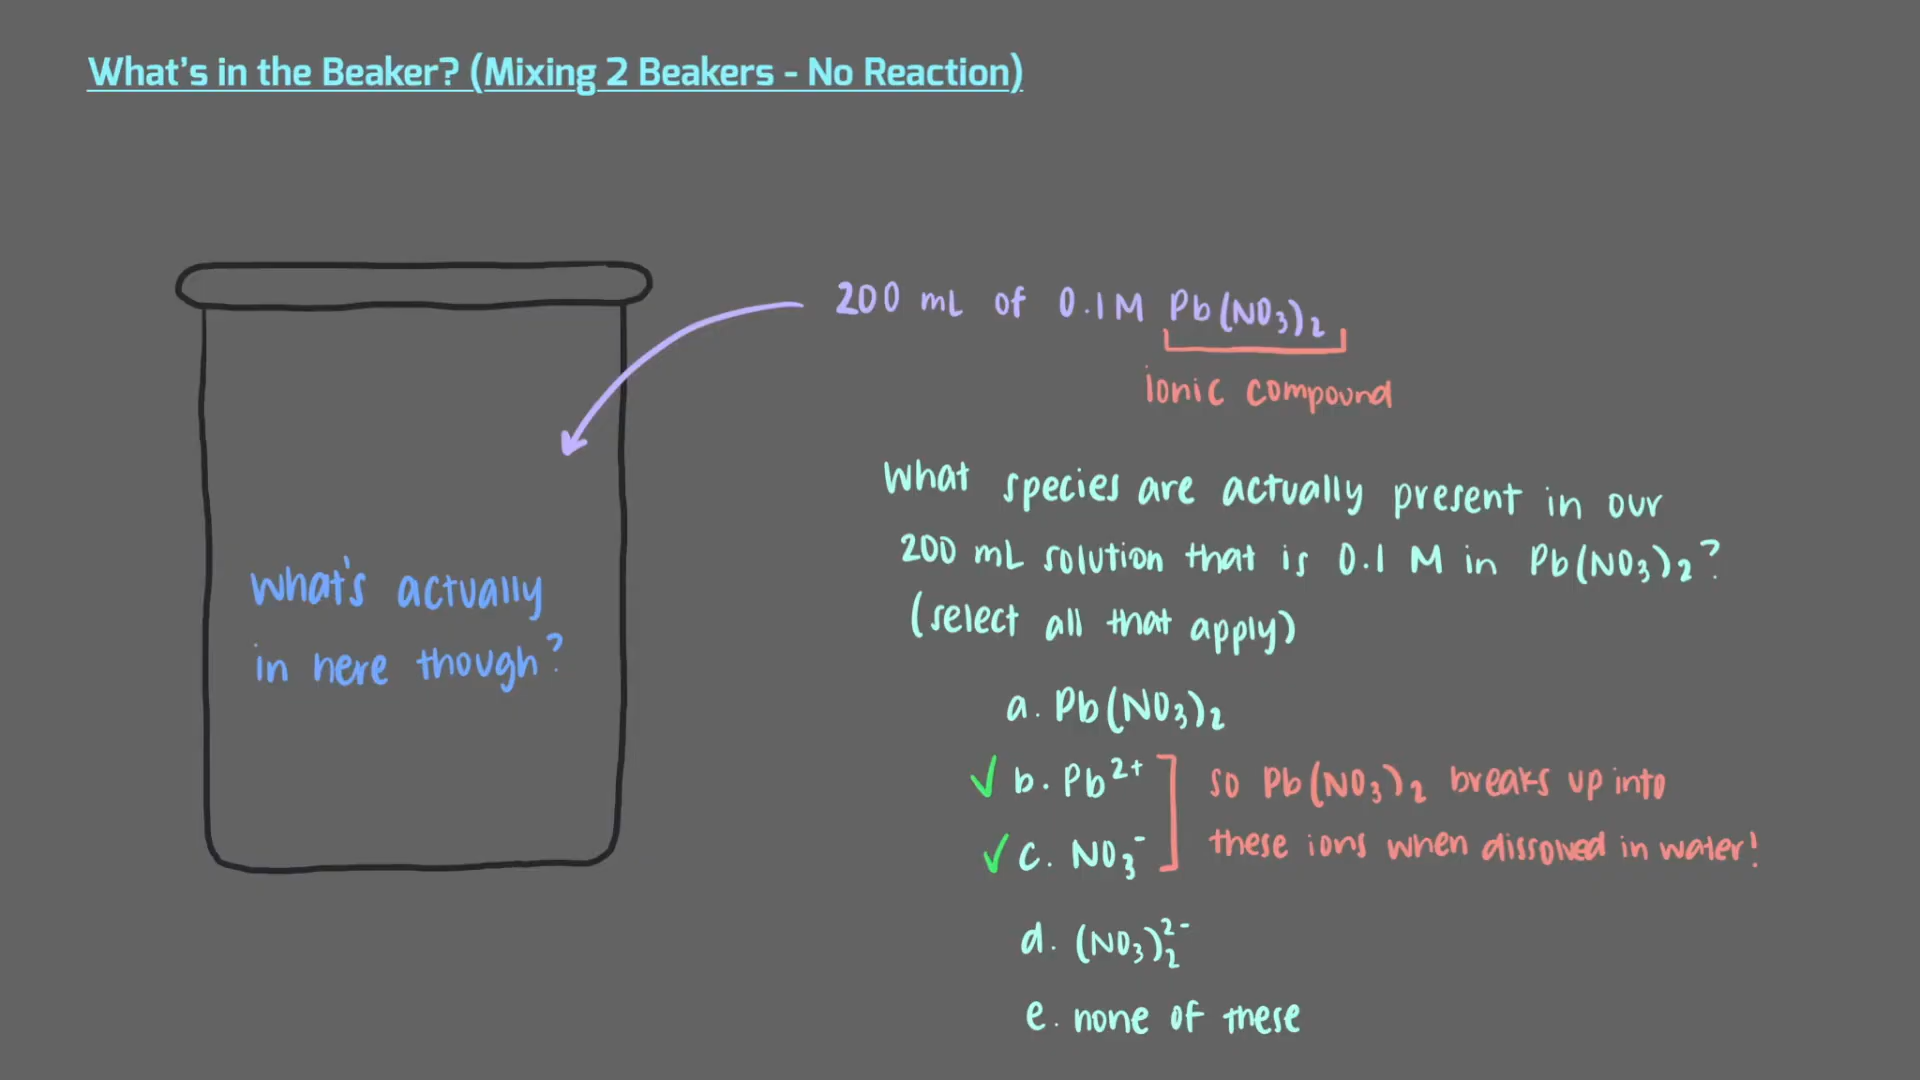 What's in the Beaker? (Mixing 2 Beakers - No Reaction)
200 mL of 0.1M Pb(NO₃)₂
ionic compound
What species are actually present in our
200 mL solution that is 0.1 M in Pb(NO₃)₂?
(select all that apply)
what's actually
in here though?
a. Pb(NO₃)₂
✓ b. Pb²⁺
✓ c. NO₃⁻
so Pb(NO₃)₂ breaks up into
these ions when dissolved in water!
d. (NO₃)₂²⁻
e. none of these